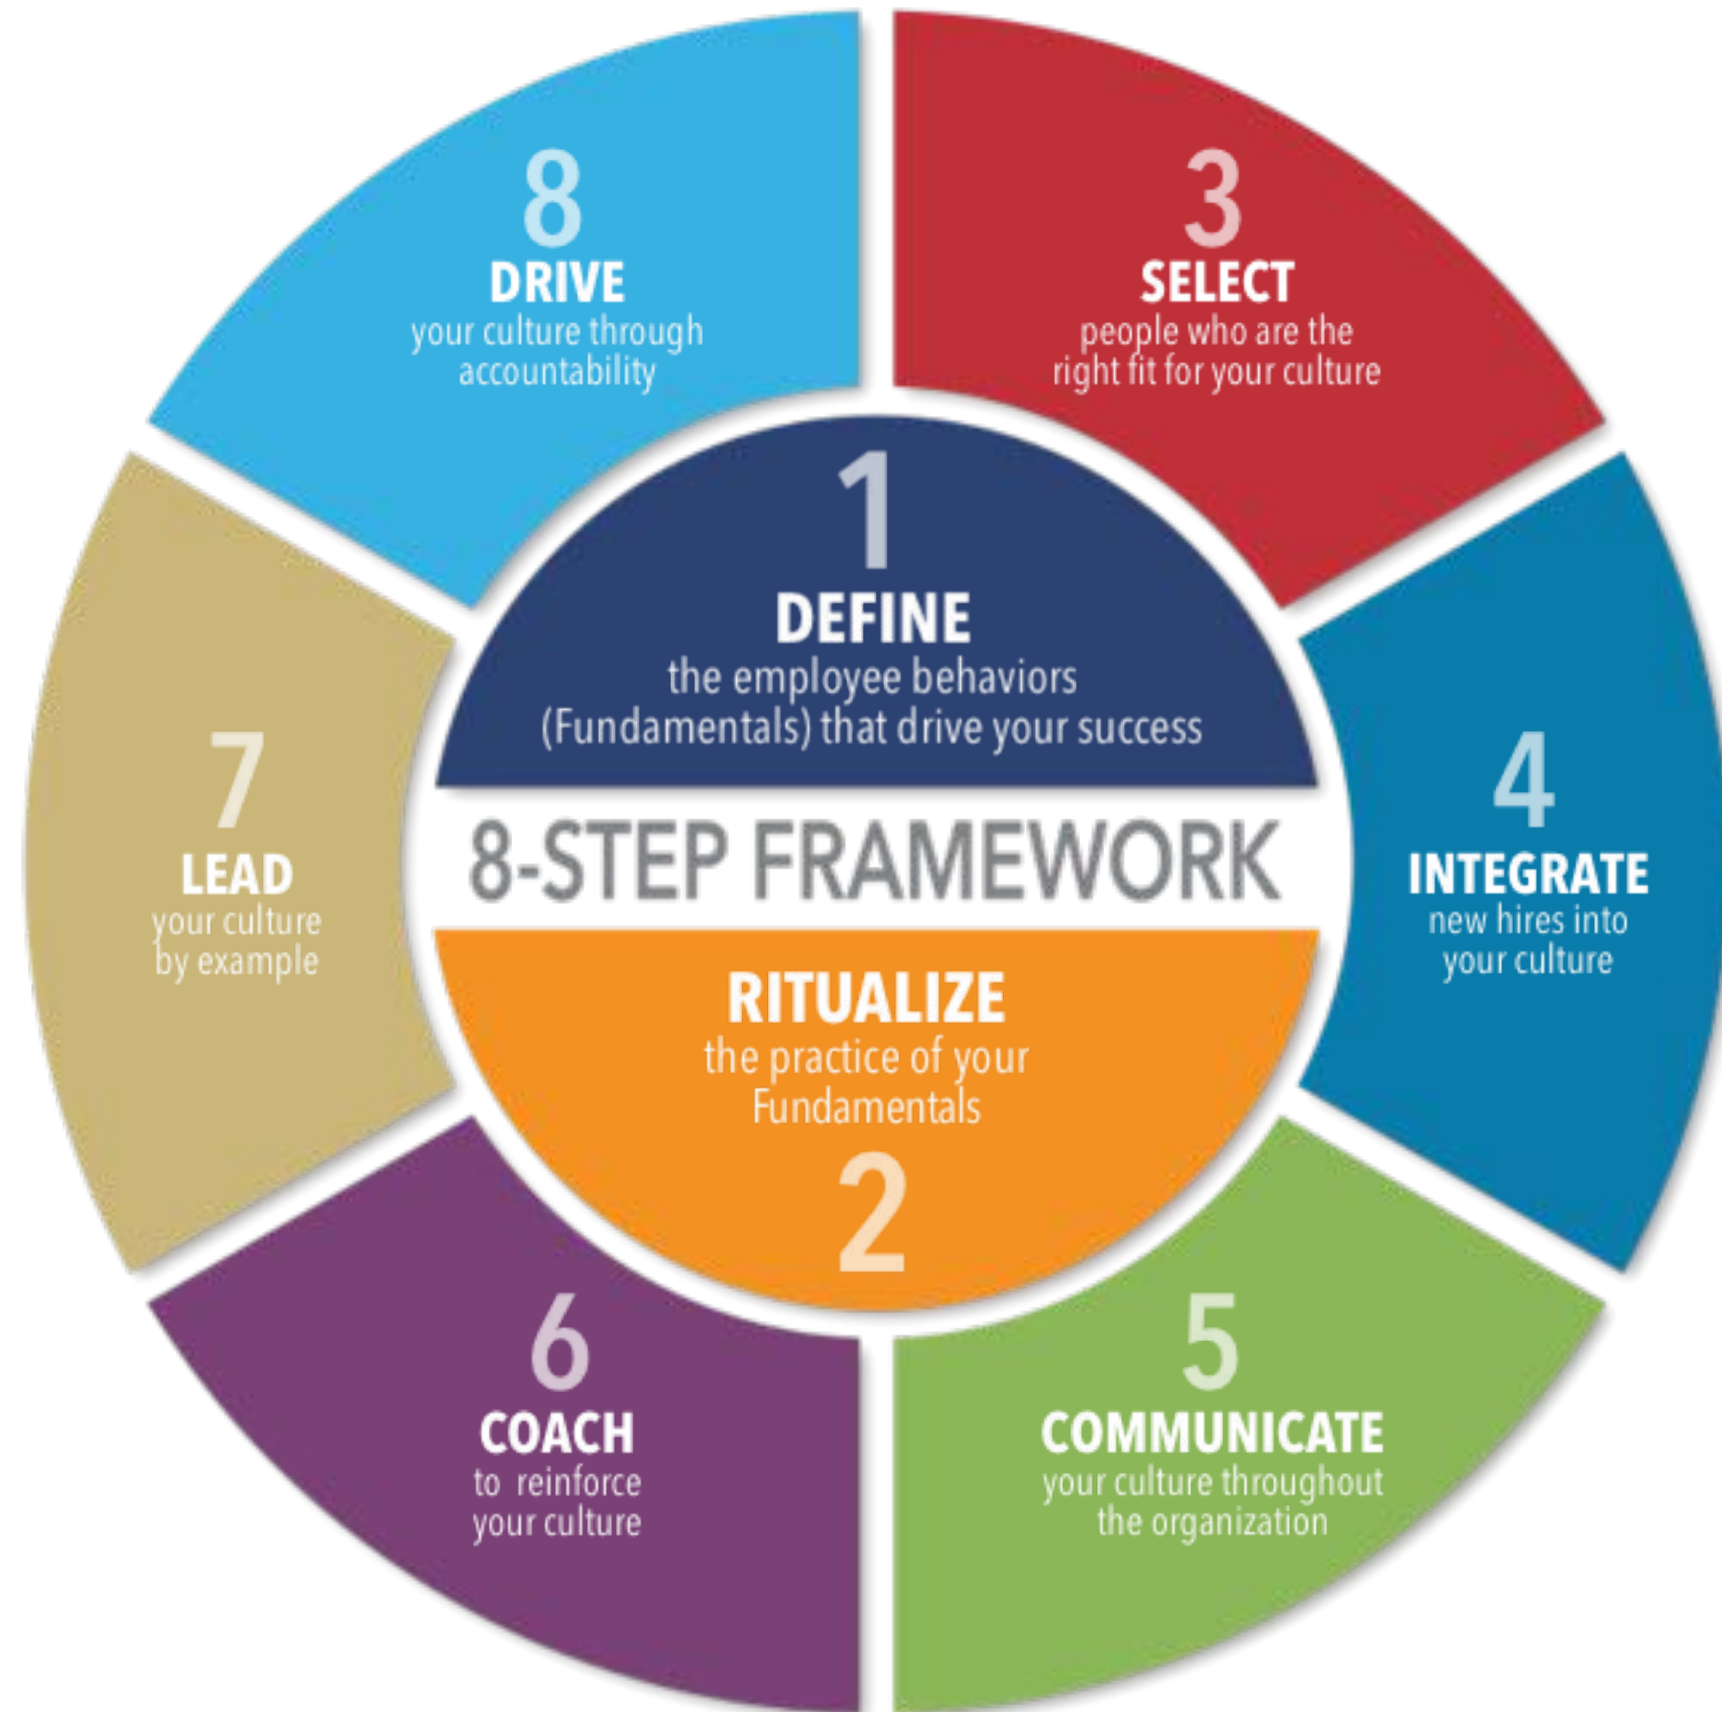 8
DRIVE
your culture through
accountability
3
SELECT
people who are the
right fit for your culture
1
DEFINE
the employee behaviors
(Fundamentals) that drive your success
7
LEAD
your culture
by example
8-STEP FRAMEWORK
4
INTEGRATE
new hires into
your culture
RITUALIZE
the practice of your
Fundamentals
2
6
COACH
to reinforce
your culture
5
COMMUNICATE
your culture throughout
the organization